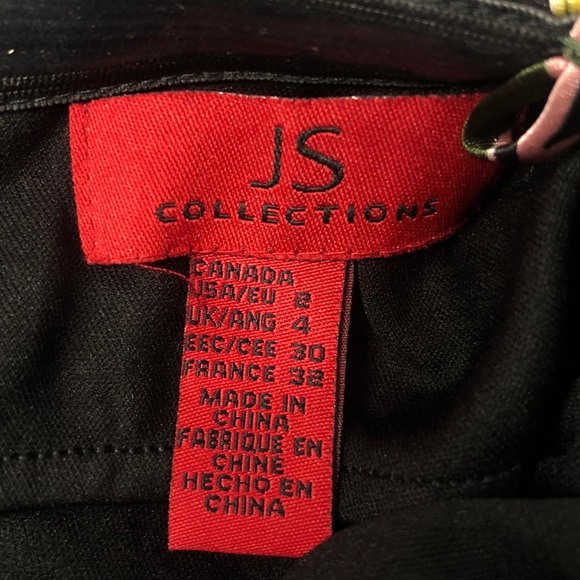 JS
COLLECTIONS
CANADA
USA/EU 2
UK/ANG 4
EEC/CEE 30
FRANCE 32
MADE IN
CHINA
FABRIQUE EN
CHINE
HECHO EN
CHINA